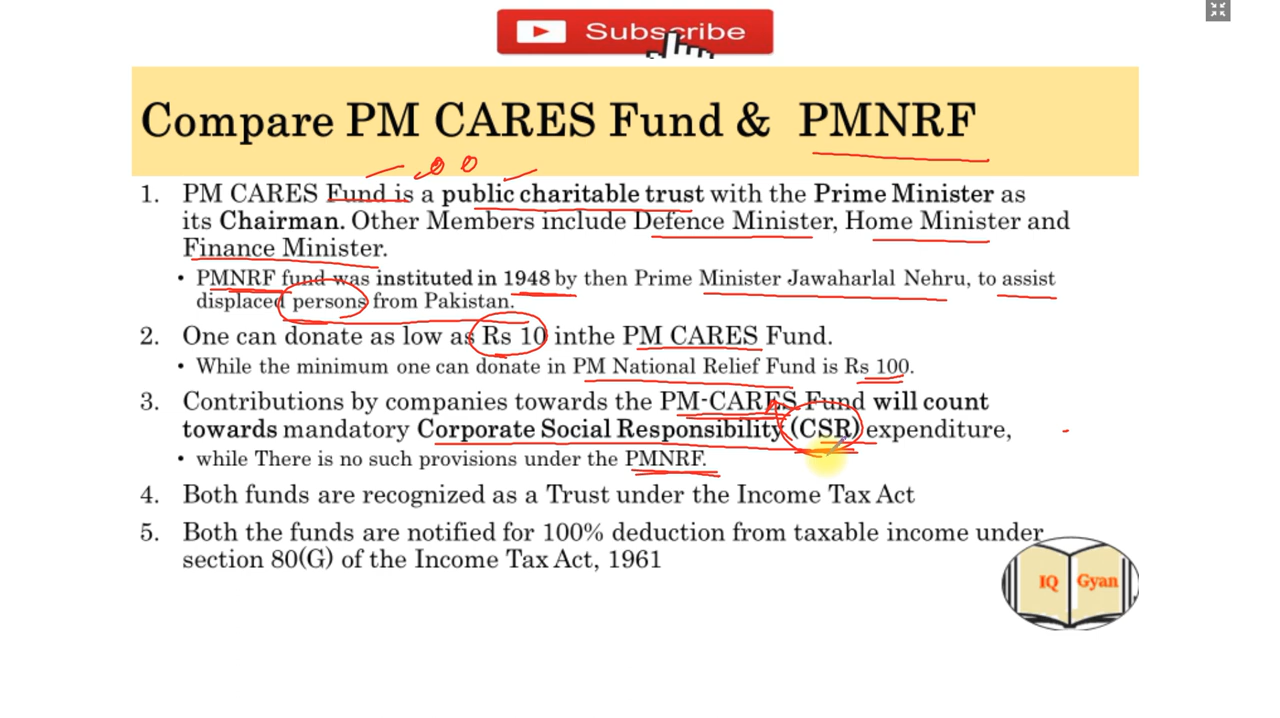 Subscribe
Compare PM CARES Fund & PMNRF
1. PM CARES Fund is a public charitable trust with the Prime Minister as
its Chairman. Other Members include Defence Minister, Home Minister and
Finance Minister.
• PMNRF fund was instituted in 1948 by then Prime Minister Jawaharlal Nehru, to assist
displaced persons from Pakistan.
2. One can donate as low as Rs 10 inthe PM CARES Fund.
• While the minimum one can donate in PM National Relief Fund is Rs 100.
3. Contributions by companies towards the PM-CARES Fund will count
towards mandatory Corporate Social Responsibility (CSR) expenditure,
• while There is no such provisions under the PMNRF.
4. Both funds are recognized as a Trust under the Income Tax Act
5. Both the funds are notified for 100% deduction from taxable income under
section 80(G) of the Income Tax Act, 1961
IQ Gyan